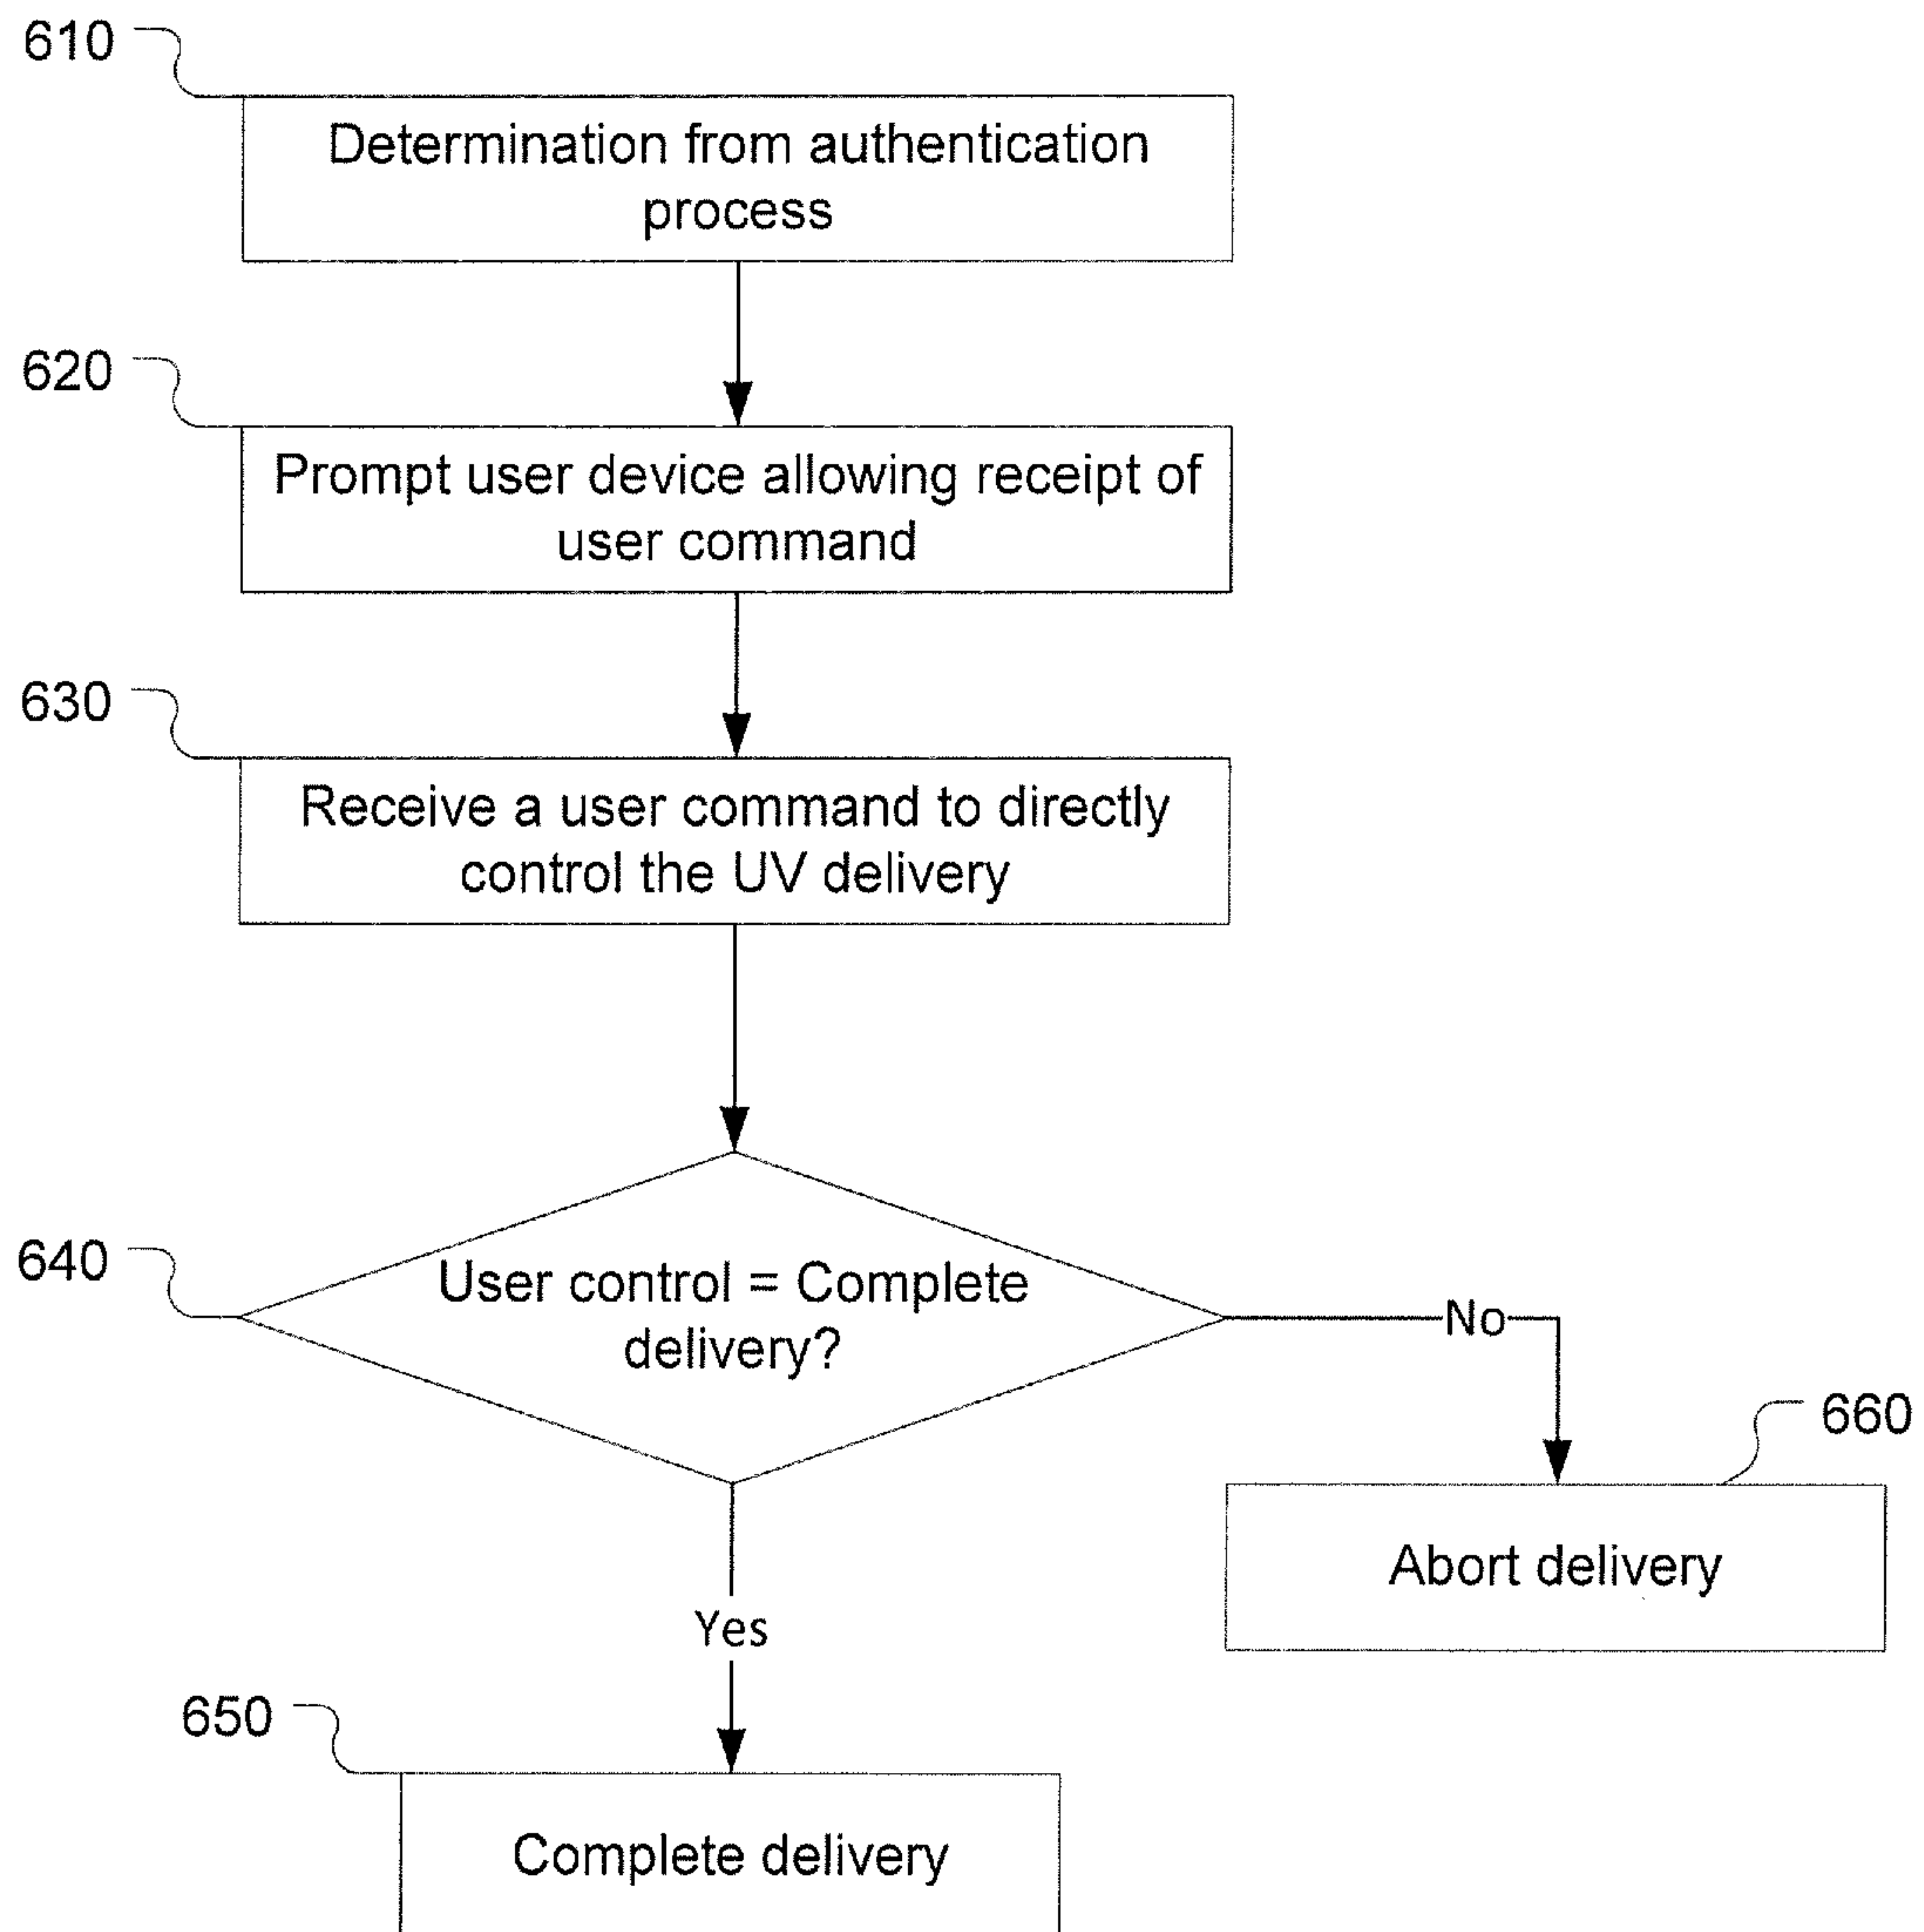 610
Determination from authentication
process
620
Prompt user device allowing receipt of
user command
630
Receive a user command to directly
control the UV delivery
640
User control = Complete
delivery?
No
660
Abort delivery
Yes
650
Complete delivery